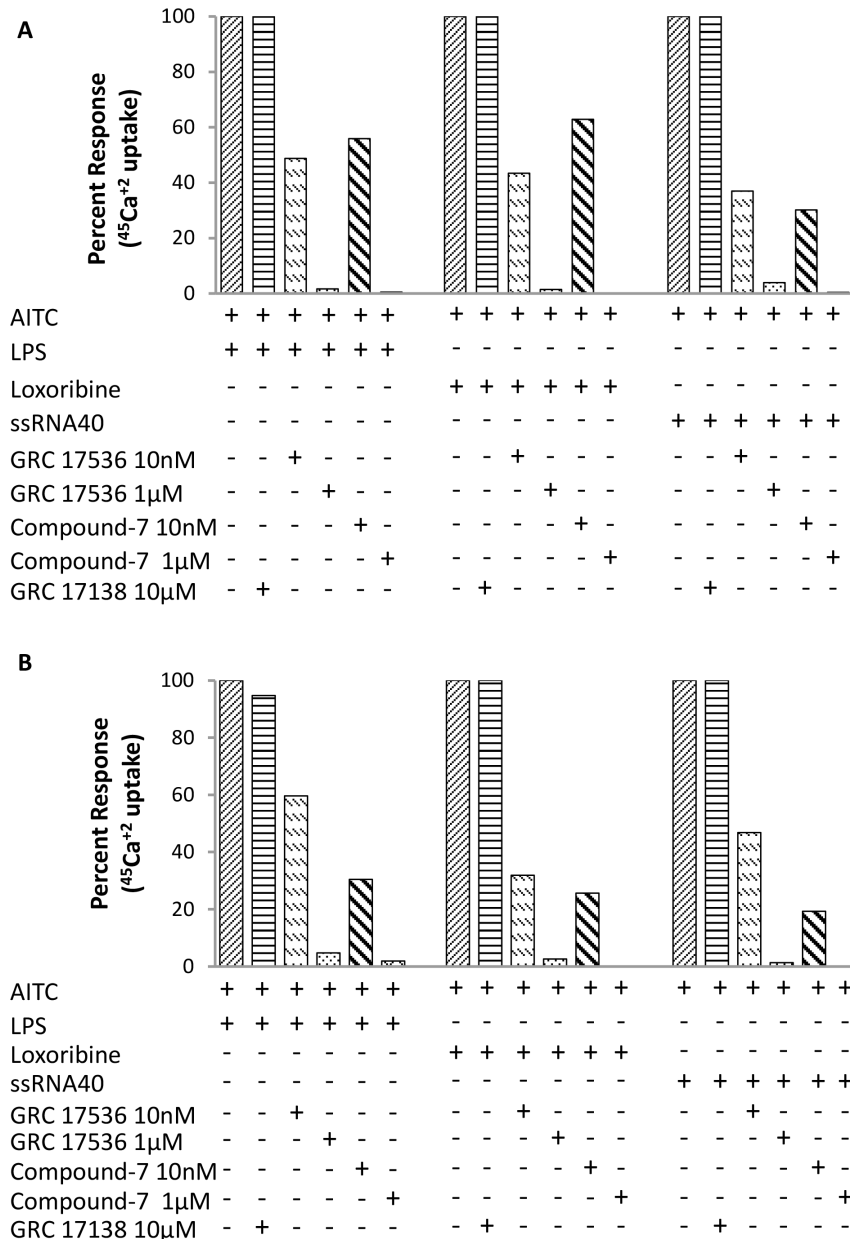 A
Percent Response
(45Ca+2 uptake)
100
80
60
40
20
0
AITC + + + + + + + + + + + + + + + + + +
LPS + + + + + + - - - - - - - - - - - -
Loxoribine - - - - - - + + + + + + - - - - - -
ssRNA40 - - - - - - - - - - - - + + + + + +
GRC 17536 10nM - - + - - - - - + - - - - - + - - -
GRC 17536 1µM - - - + - - - - - + - - - - - + - -
Compound-7 10nM - - - - + - - - - - + - - - - - + -
Compound-7 1µM - - - - - + - - - - - + - - - - - +
GRC 17138 10µM - + - - - - - + - - - - - + - - - -
B
Percent Response
(45Ca+2 uptake)
100
80
60
40
20
0
AITC + + + + + + + + + + + + + + + + + +
LPS + + + + + + - - - - - - - - - - - -
Loxoribine - - - - - - + + + + + + - - - - - -
ssRNA40 - - - - - - - - - - - - + + + + + +
GRC 17536 10nM - - + - - - - - + - - - - - + - - -
GRC 17536 1µM - - - + - - - - - + - - - - - + - -
Compound-7 10nM - - - - + - - - - - + - - - - - + -
Compound-7 1µM - - - - - + - - - - - + - - - - - +
GRC 17138 10µM - + - - - - - + - - - - - + - - - -